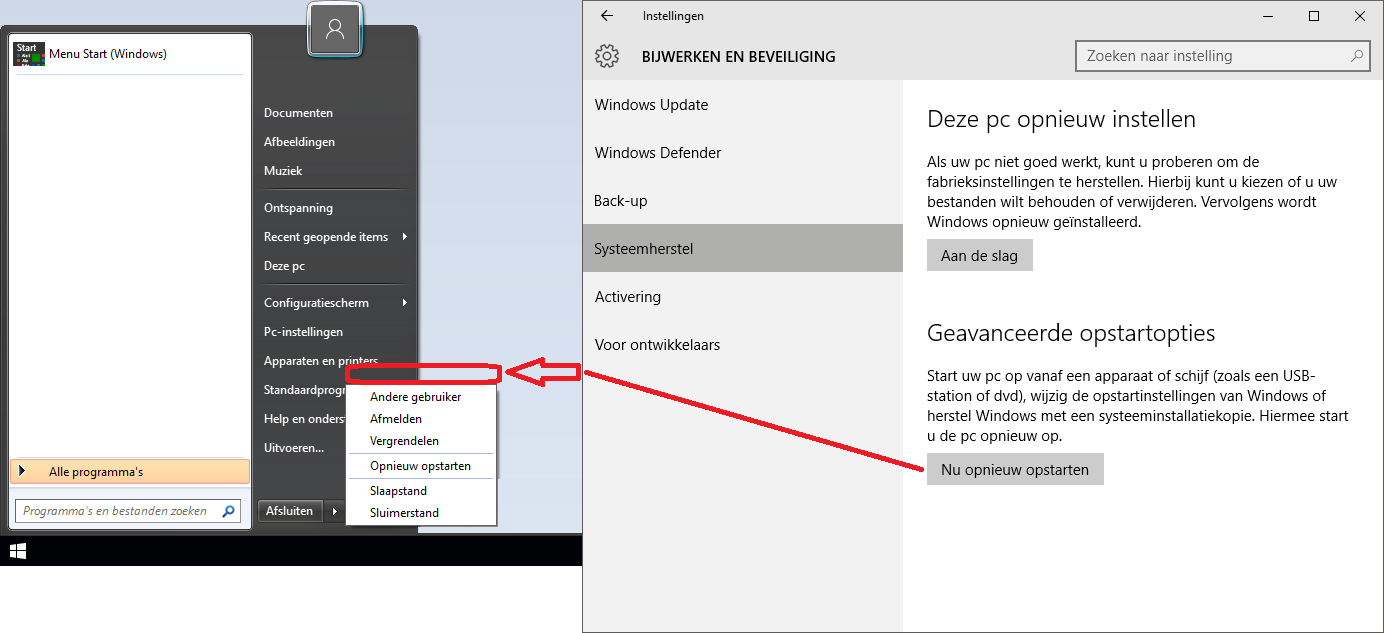 Start
Menu Start (Windows)
Alle programma's
Programma's en bestanden zoeken
Documenten
Afbeeldingen
Muziek
Ontspanning
Recent geopende items
Deze pc
Configuratiescherm
Pc-instellingen
Apparaten en printers
Standaardprogr
Help en onders
Uitvoeren...
Afsluiten
Andere gebruiker
Afmelden
Vergrendelen
Opnieuw opstarten
Slaapstand
Sluimerstand
Instellingen
BIJWERKEN EN BEVEILIGING
Zoeken naar instelling
Windows Update
Windows Defender
Back-up
Systeemherstel
Activering
Voor ontwikkelaars
Deze pc opnieuw instellen
Als uw pc niet goed werkt, kunt u proberen om de
fabrieksinstellingen te herstellen. Hierbij kunt u kiezen of u uw
bestanden wilt behouden of verwijderen. Vervolgens wordt
Windows opnieuw geïnstalleerd.
Aan de slag
Geavanceerde opstartopties
Start uw pc op vanaf een apparaat of schijf (zoals een USB-
station of dvd), wijzig de opstartinstellingen van Windows of
herstel Windows met een systeeminstallatiekopie. Hiermee start
u de pc opnieuw op.
Nu opnieuw opstarten